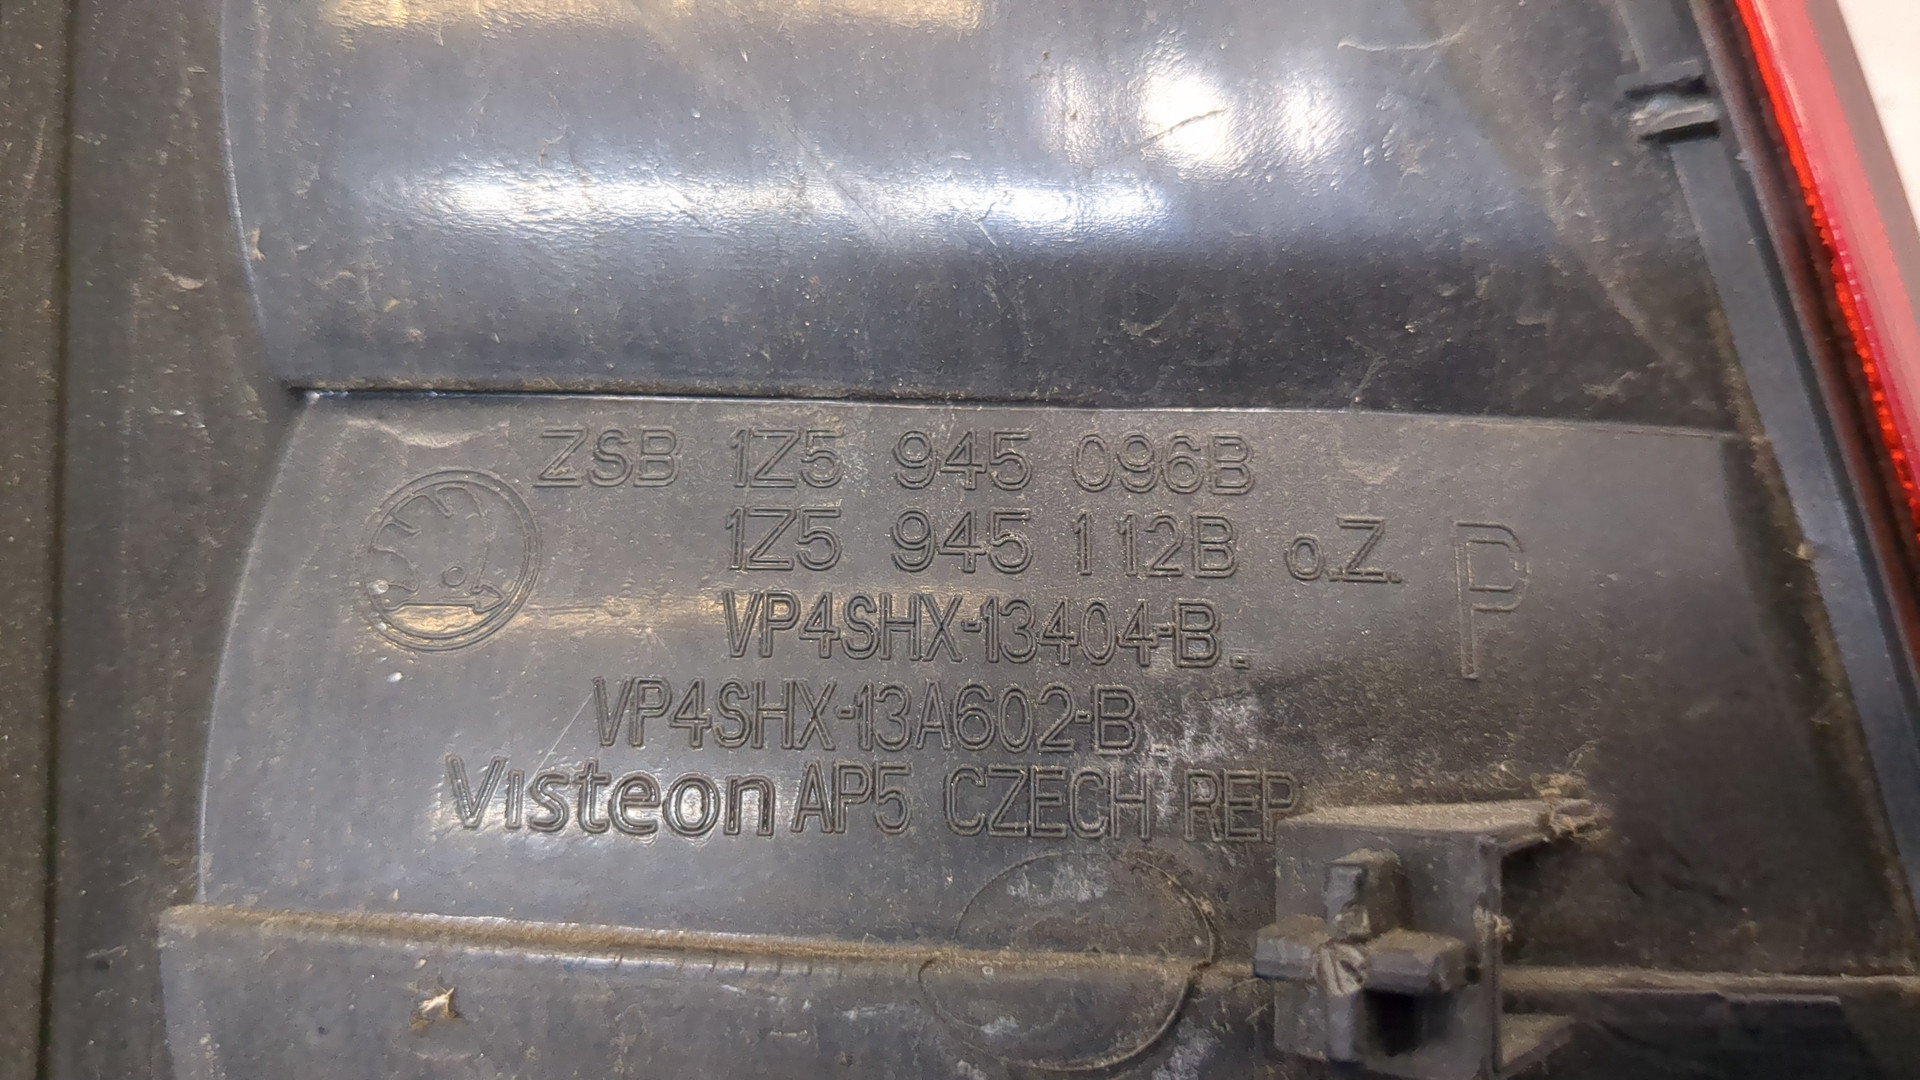 ZSB 1Z5 945 096B
1Z5 945 112B o.Z. P
VP4SHX-13404-B
VP4SHX-13A602-B
Visteon AP5 CZECH REP